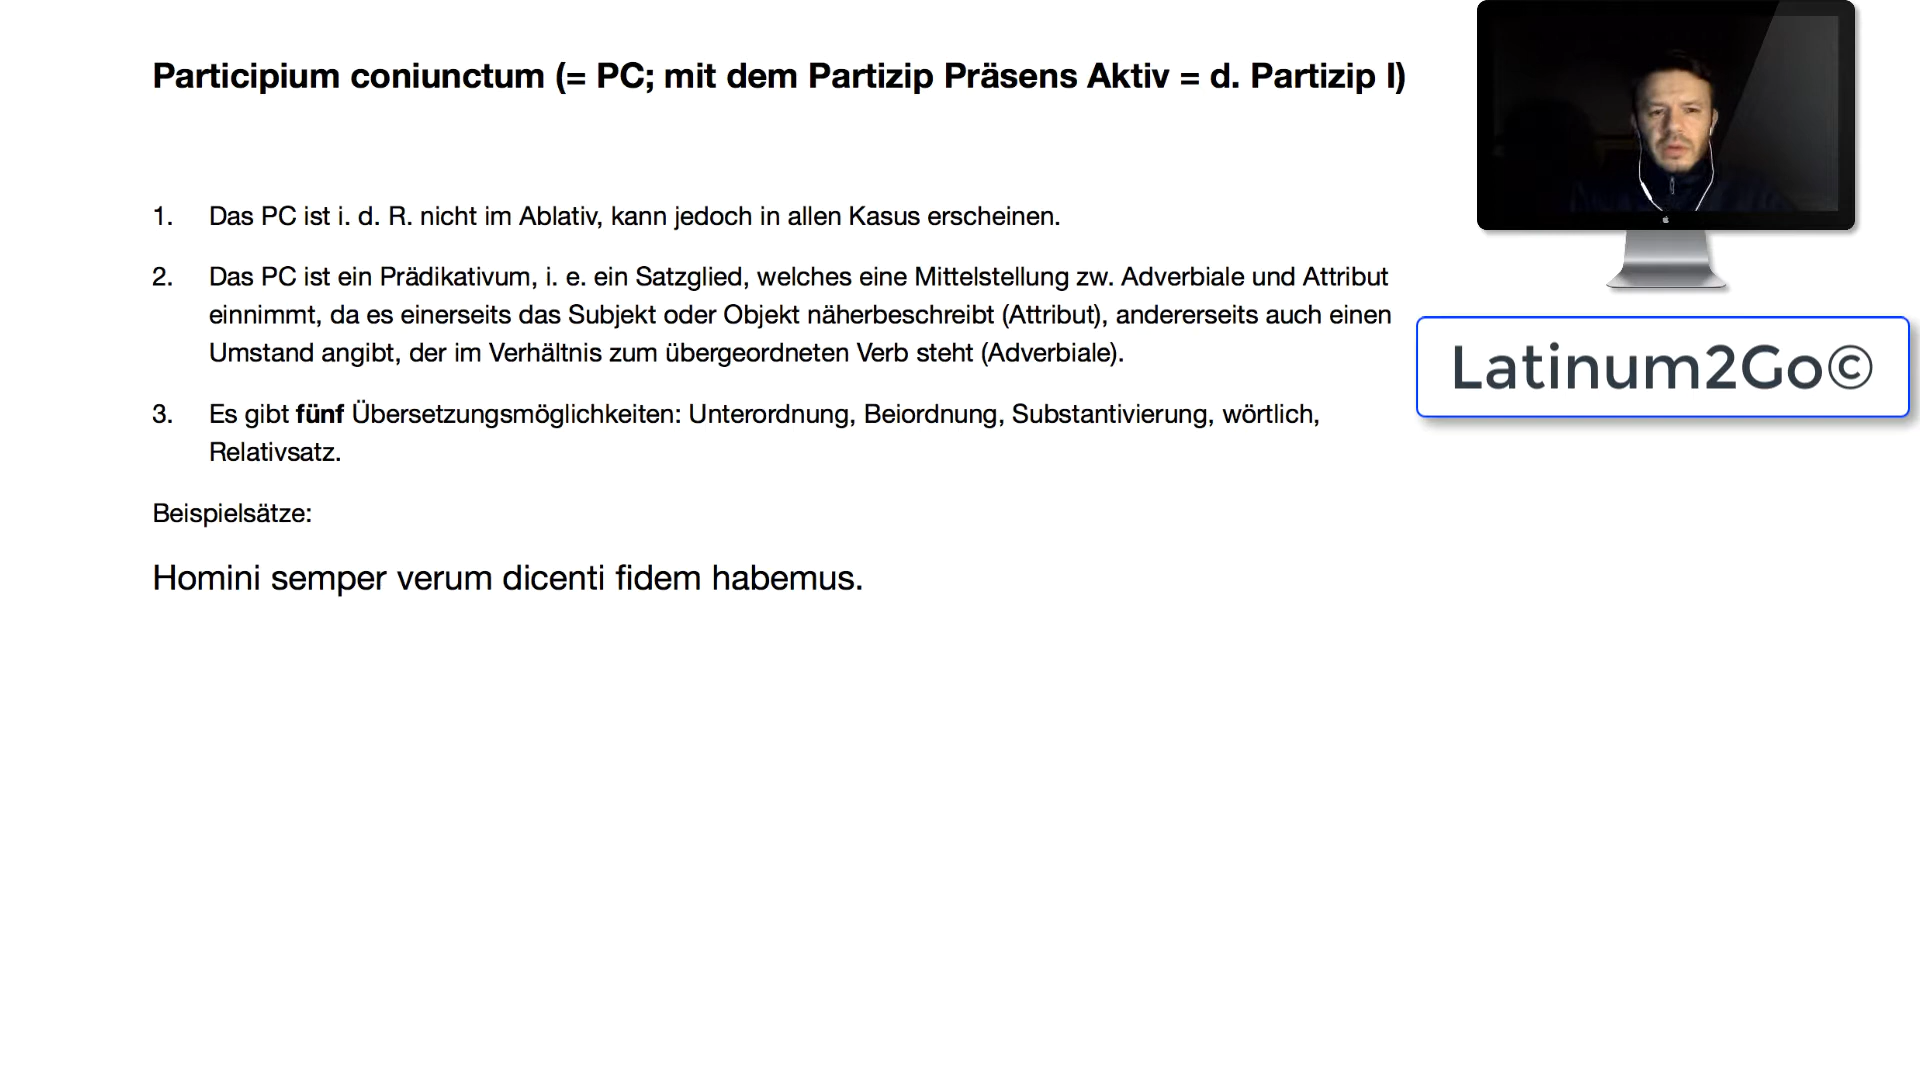 Participium coniunctum (= PC; mit dem Partizip Präsens Aktiv = d. Partizip I)
1. Das PC ist i. d. R. nicht im Ablativ, kann jedoch in allen Kasus erscheinen.
2. Das PC ist ein Prädikativum, i. e. ein Satzglied, welches eine Mittelstellung zw. Adverbiale und Attribut
einnimmt, da es einerseits das Subjekt oder Objekt näherbeschreibt (Attribut), andererseits auch einen
Umstand angibt, der im Verhältnis zum übergeordneten Verb steht (Adverbiale).
3. Es gibt fünf Übersetzungsmöglichkeiten: Unterordnung, Beiordnung, Substantivierung, wörtlich,
Relativsatz.
Beispielsätze:
Homini semper verum dicenti fidem habemus.
Latinum2Go©